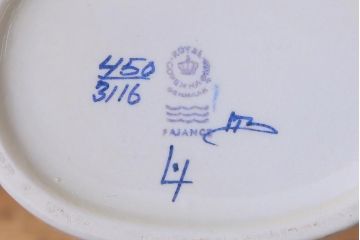 450
3116
ROYAL
COPENHAGEN
DENMARK
FAJANCE